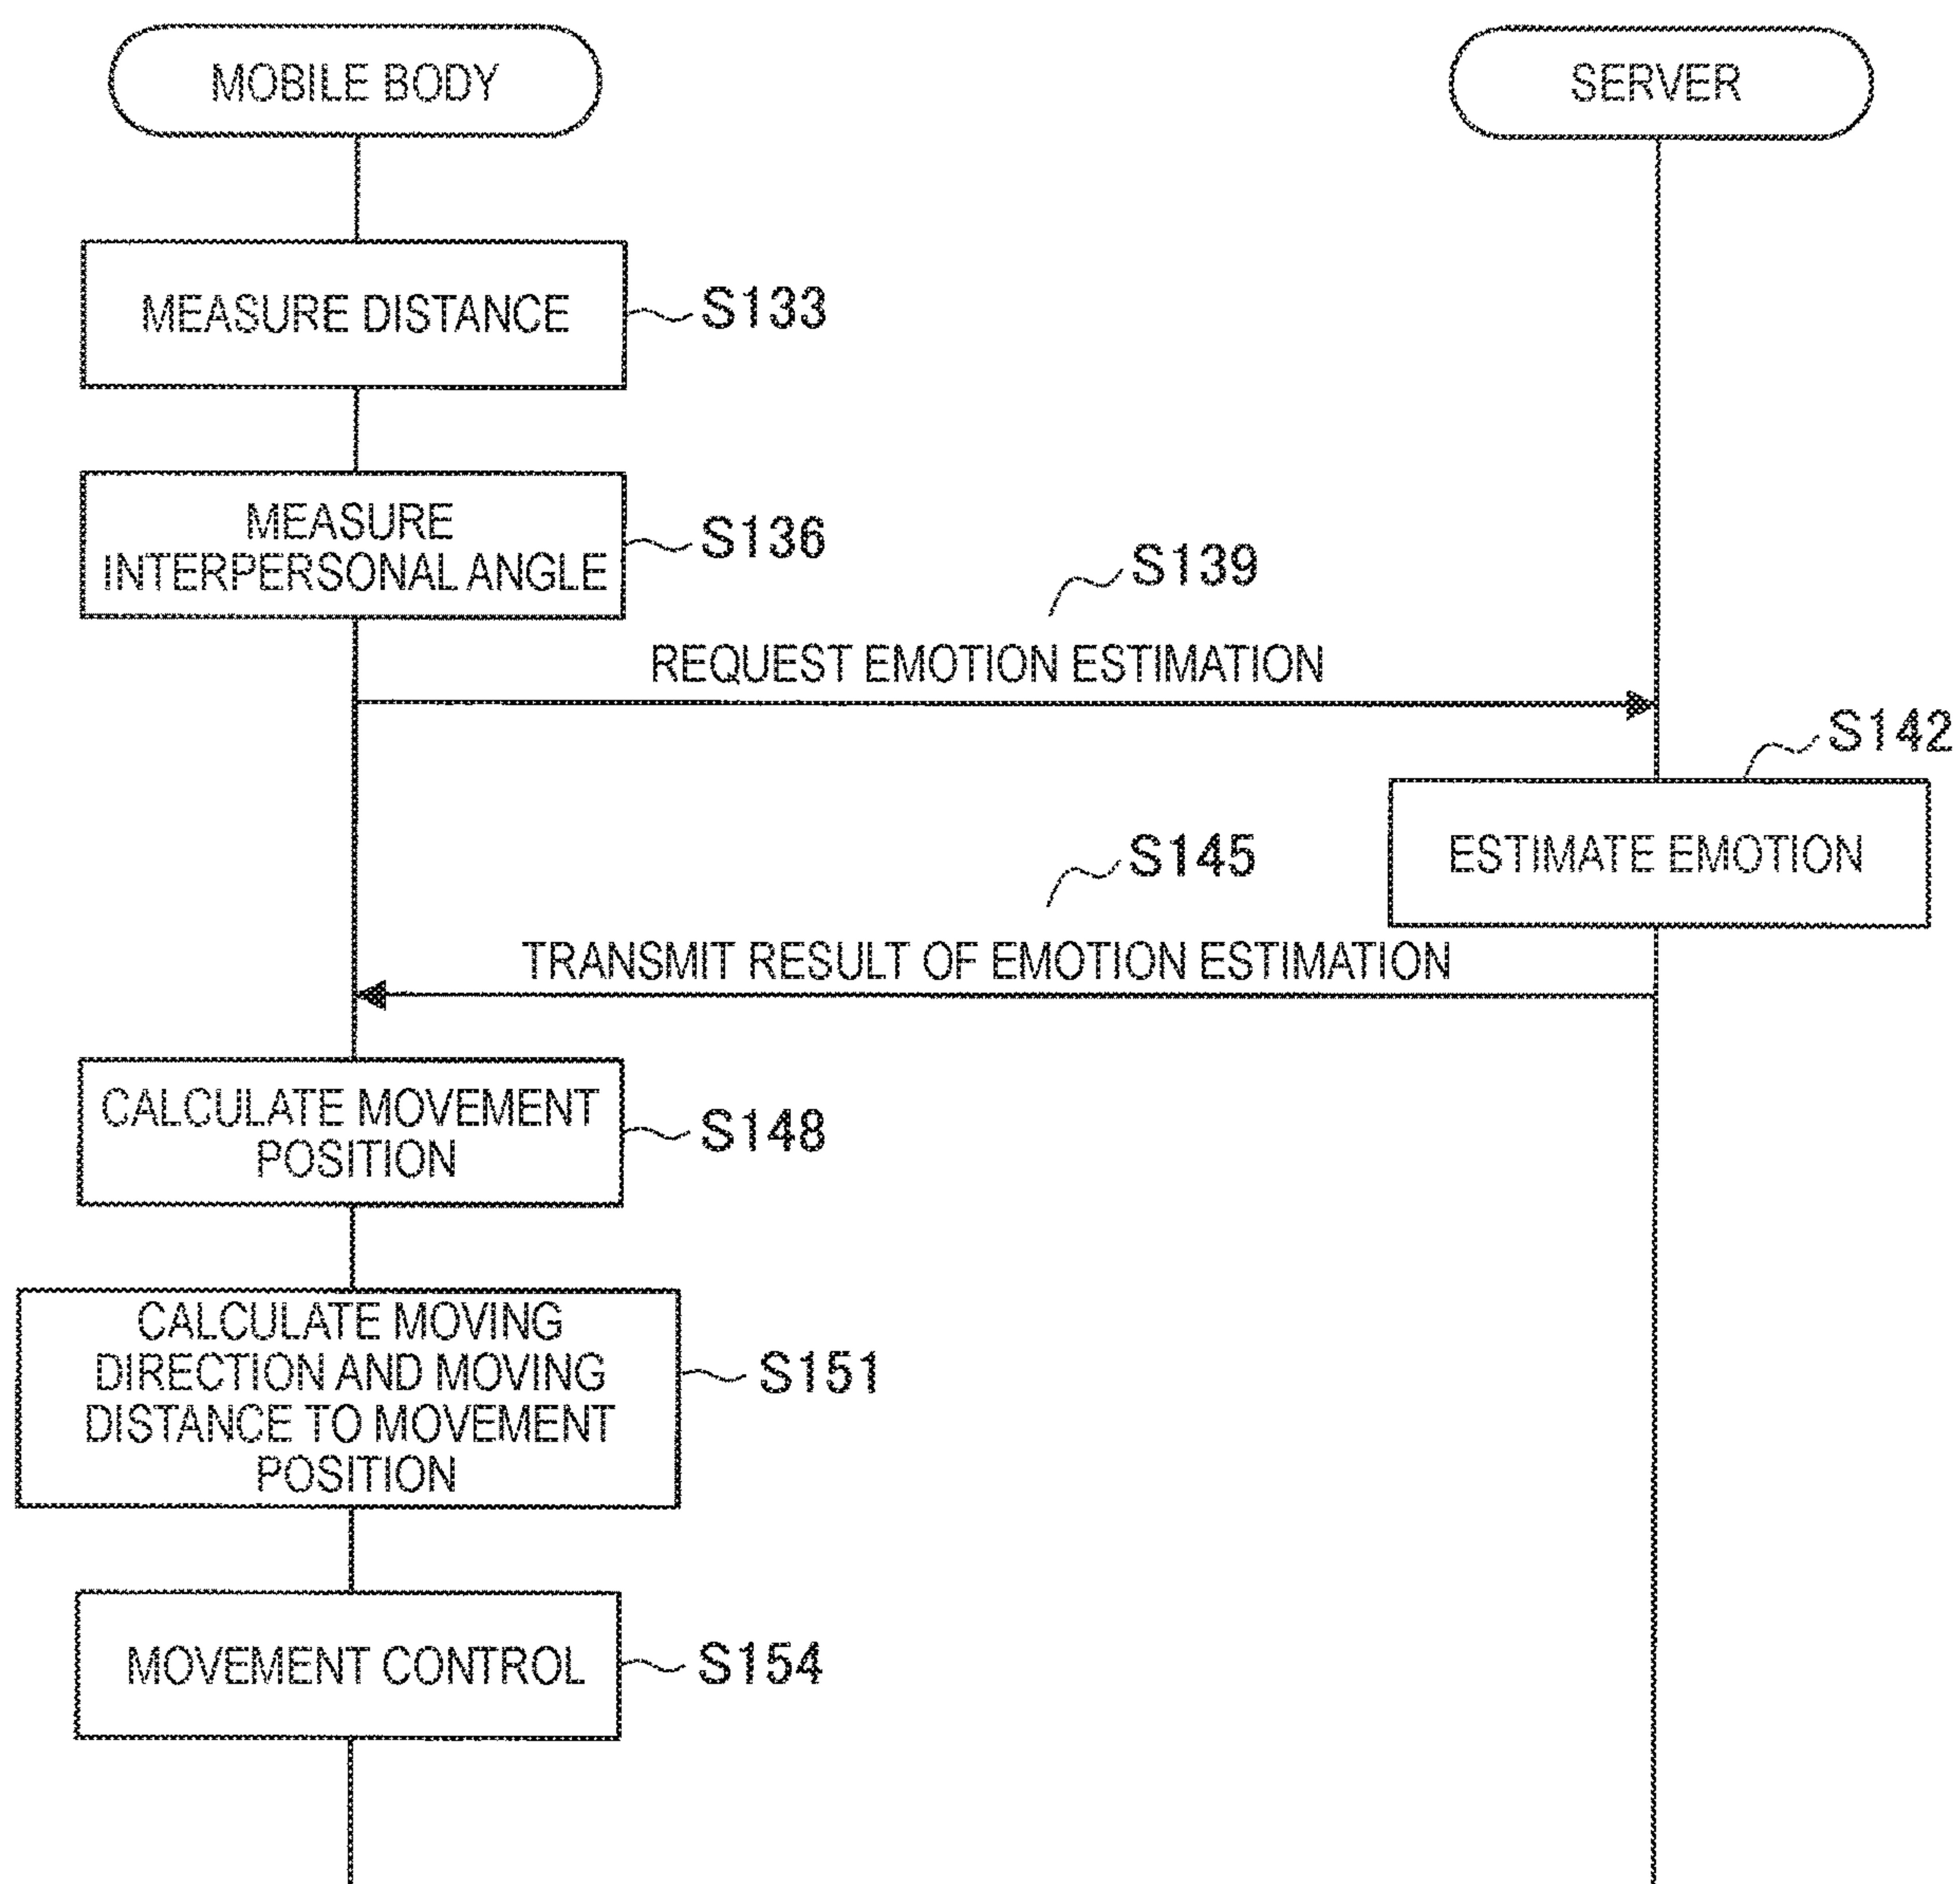 MOBILE BODY
SERVER
MEASURE DISTANCE
S133
MEASURE
INTERPERSONAL ANGLE
S136
S139
REQUEST EMOTION ESTIMATION
S142
ESTIMATE EMOTION
S145
TRANSMIT RESULT OF EMOTION ESTIMATION
CALCULATE MOVEMENT
POSITION
S148
CALCULATE MOVING
DIRECTION AND MOVING
DISTANCE TO MOVEMENT
POSITION
S151
MOVEMENT CONTROL
S154